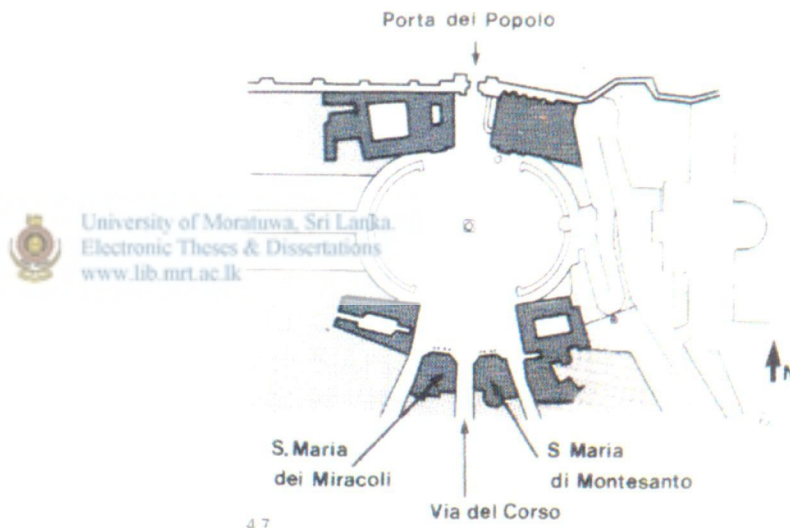 Porta del Popolo
University of Moratuwa, Sri Lanka.
Electronic Theses & Dissertations
www.lib.mrt.ac.lk
N
S. Maria
dei Miracoli
S Maria
di Montesanto
Via del Corso
4.7